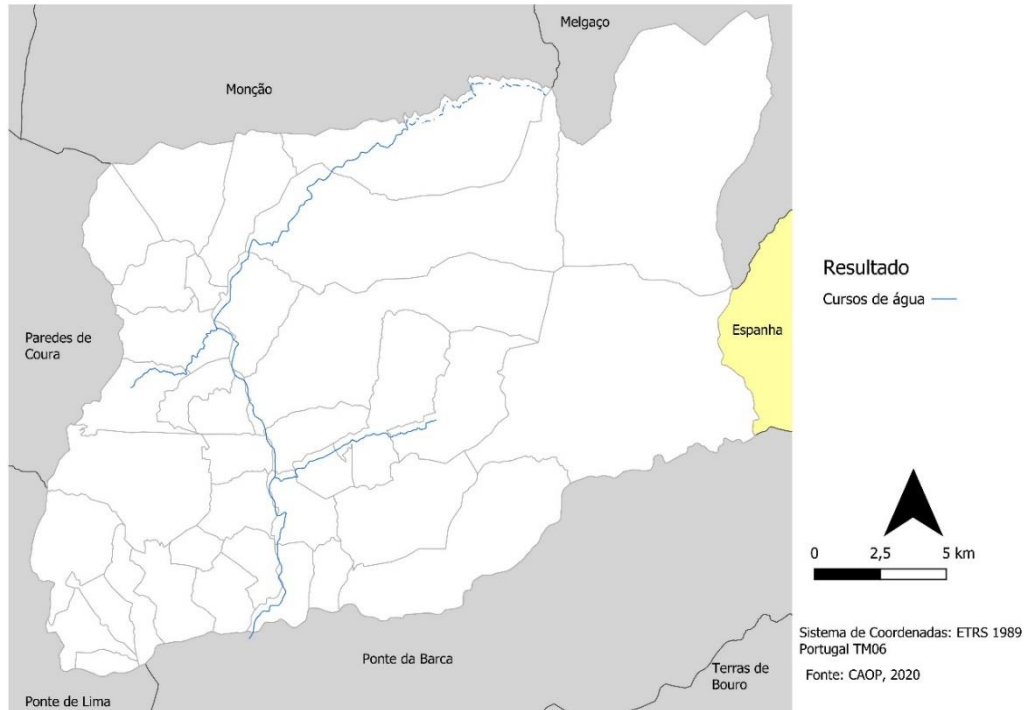 Melgaço
Monção
Paredes de
Coura
Espanha
Ponte da Barca
Terras de
Bouro
Ponte de Lima
Resultado
Cursos de água
0 2,5 5 km
Sistema de Coordenadas: ETRS 1989
Portugal TM06
Fonte: CAOP, 2020